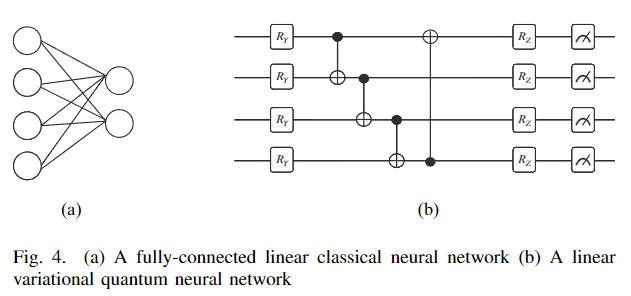 R_Y R_Z
R_Y R_Z
R_Y R_Z
R_Y R_Z
(a) (b)
Fig. 4. (a) A fully-connected linear classical neural network (b) A linear
variational quantum neural network